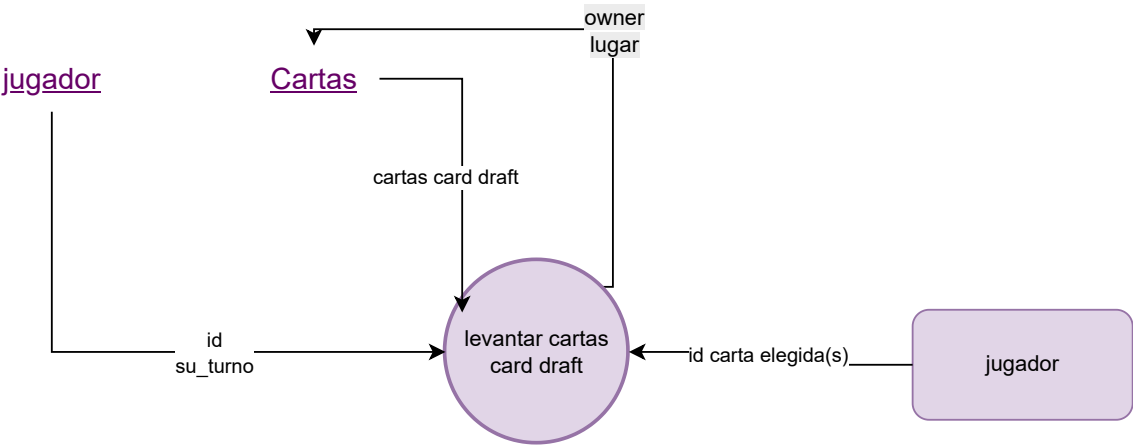 owner
lugar
jugador
Cartas
cartas card draft
id
su_turno
levantar cartas
card draft
id carta elegida(s)
jugador